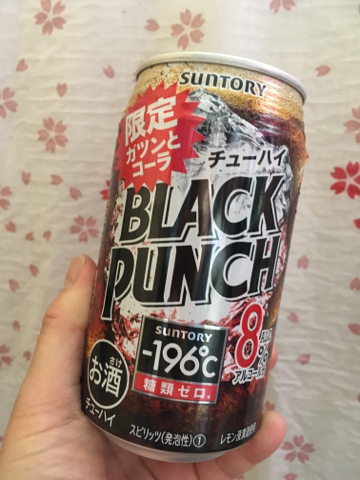 SUNTORY
限定
ガツンと
コーラ
チューハイ
BLACK
PUNCH
SUNTORY
-196℃
糖類ゼロ。
8%
アルコール
さけ
お酒
チューハイ
スピリッツ(発泡性)①